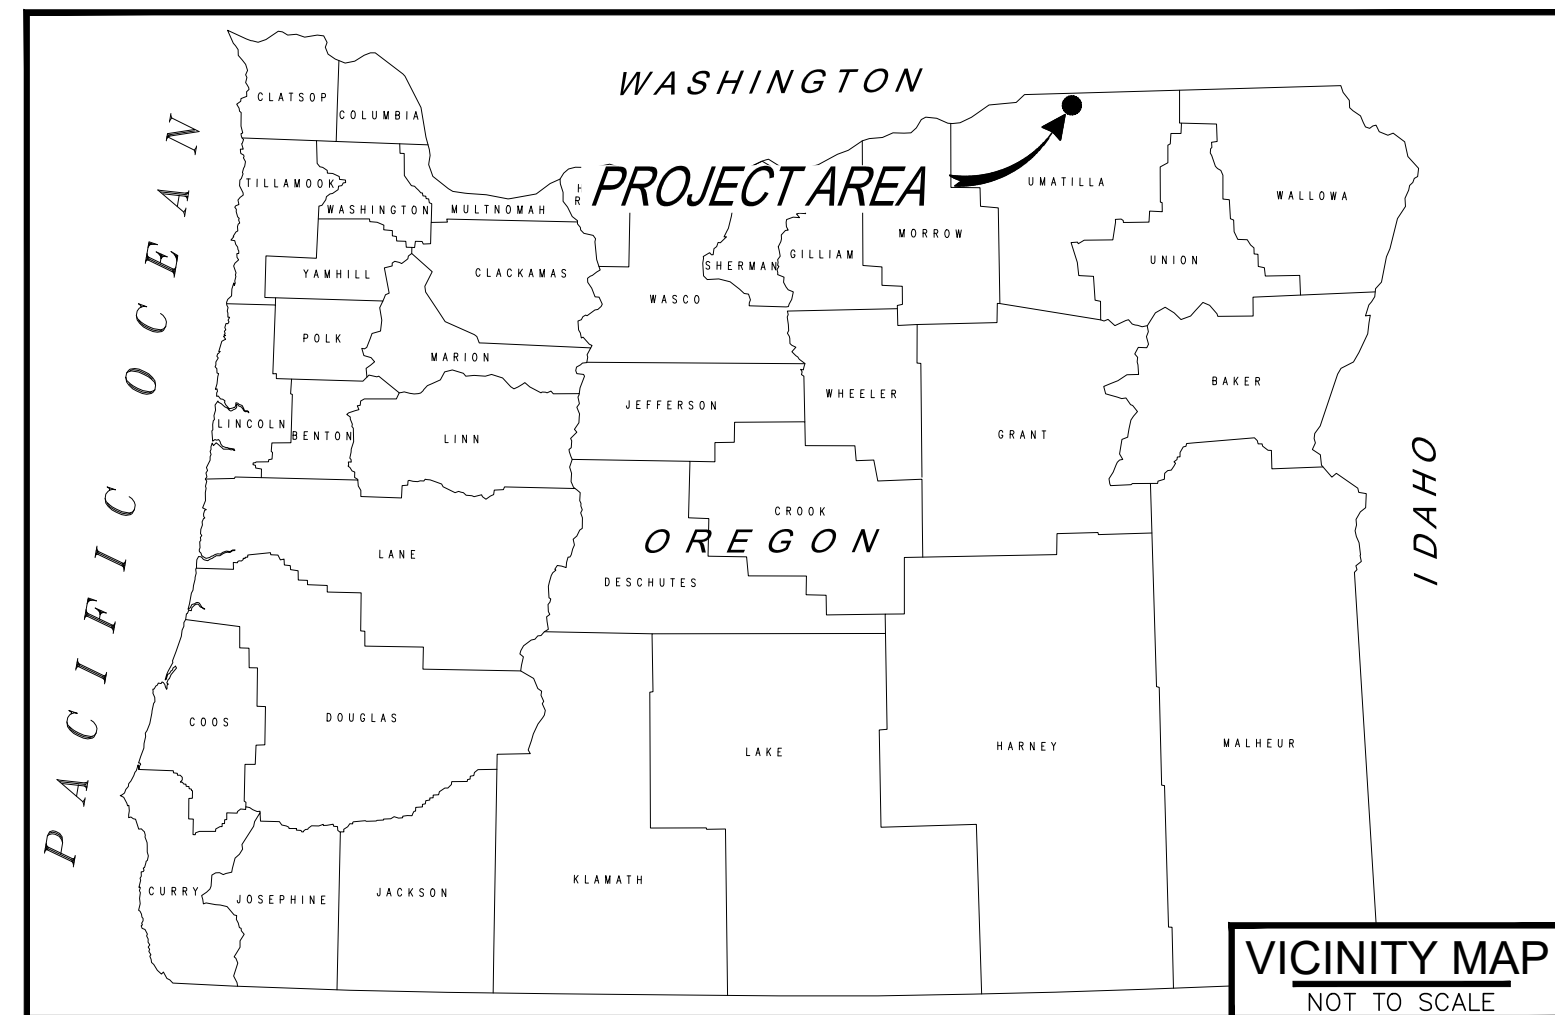 WASHINGTON
CLATSOP
COLUMBIA
PACIFIC OCEAN
PROJECT AREA
H
R
TILLAMOOK
WASHINGTON
MULTNOMAH
UMATILLA
WALLOWA
MORROW
GILLIAM
SHERMAN
UNION
YAMHILL
CLACKAMAS
WASCO
POLK
MARION
BAKER
WHEELER
JEFFERSON
LINCOLN
BENTON
LINN
GRANT
IDAHO
CROOK
OREGON
LANE
DESCHUTES
COOS
DOUGLAS
LAKE
HARNEY
MALHEUR
KLAMATH
CURRY
JOSEPHINE
JACKSON
VICINITY MAP
NOT TO SCALE